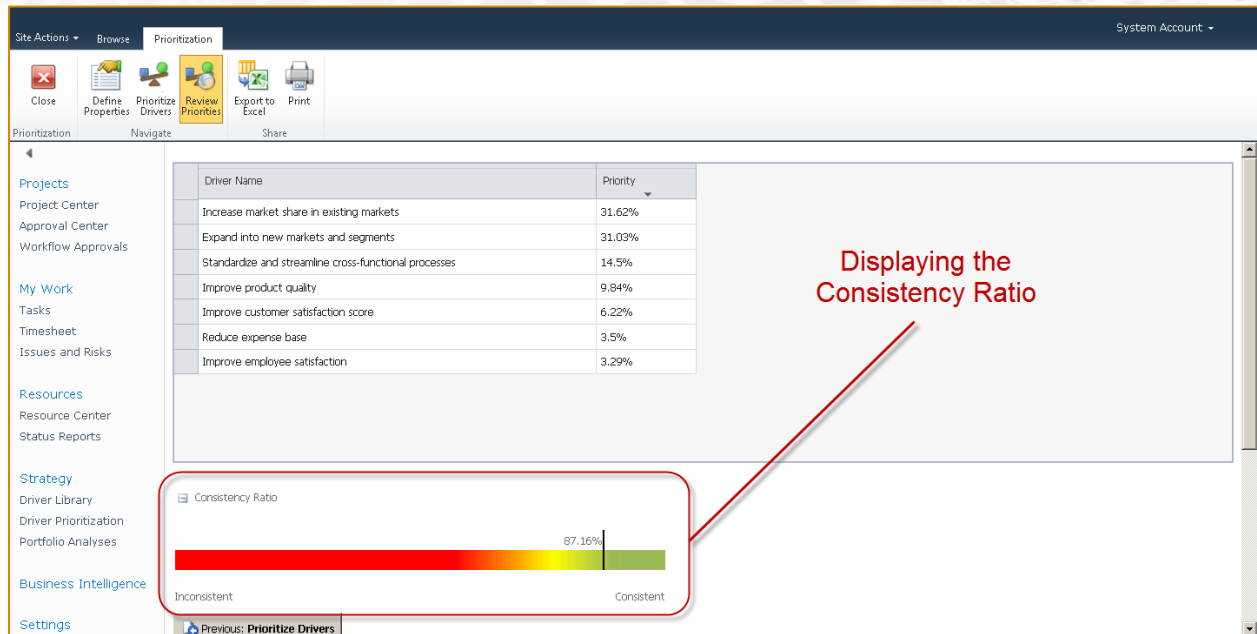 System Account
Site Actions Browse Prioritization
Close Define Properties Prioritize Drivers Review Priorities Export to Excel Print
Prioritization Navigate Share
Projects
Project Center
Approval Center
Workflow Approvals
My Work
Tasks
Timesheet
Issues and Risks
Resources
Resource Center
Status Reports
Strategy
Driver Library
Driver Prioritization
Portfolio Analyses
Business Intelligence
Settings
Driver Name Priority
Increase market share in existing markets 31.62%
Expand into new markets and segments 31.03%
Standardize and streamline cross-functional processes 14.5%
Improve product quality 9.84%
Improve customer satisfaction score 6.22%
Reduce expense base 3.5%
Improve employee satisfaction 3.29%
Displaying the
Consistency Ratio
Consistency Ratio
87.16%
Inconsistent Consistent
Previous: Prioritize Drivers